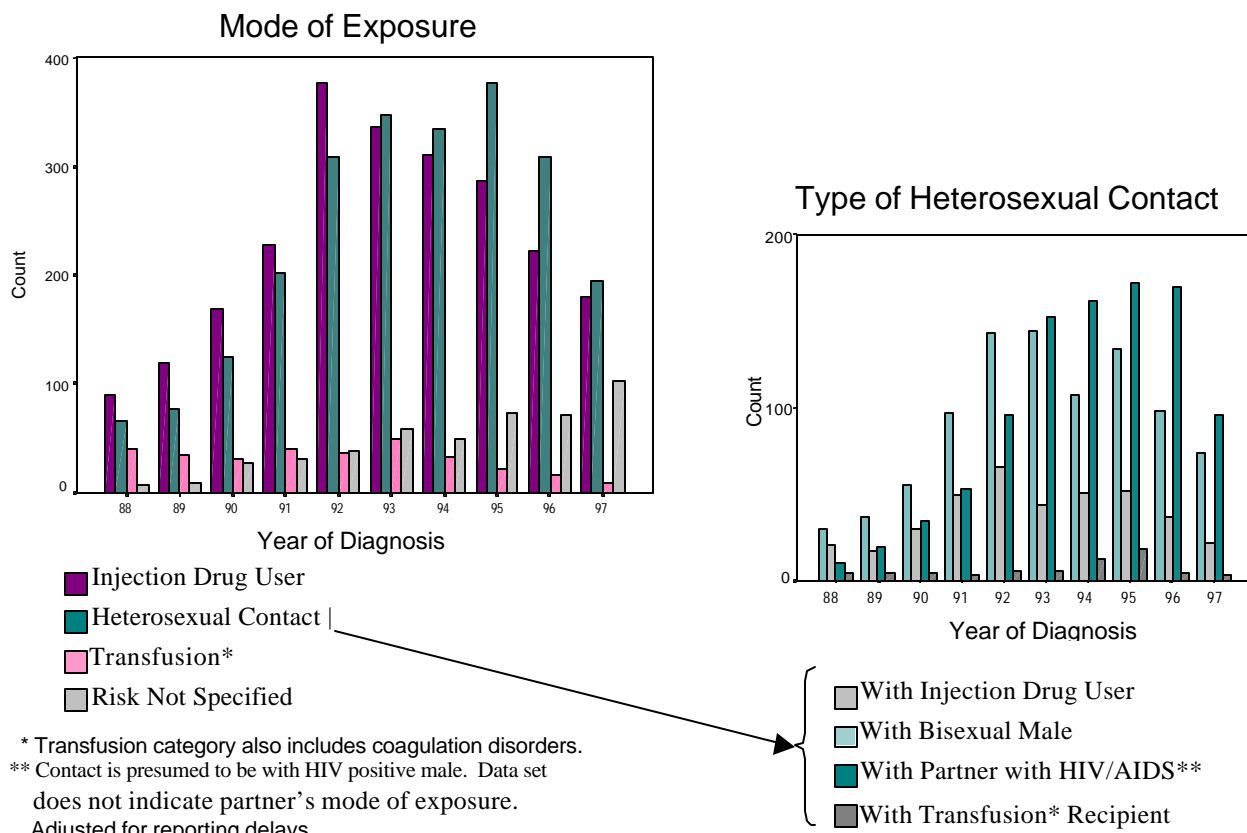 Mode of Exposure
400
300
200
100
0
Count
88 89 90 91 92 93 94 95 96 97
Year of Diagnosis
Injection Drug User
Heterosexual Contact |
Transfusion*
Risk Not Specified
* Transfusion category also includes coagulation disorders.
** Contact is presumed to be with HIV positive male. Data set
does not indicate partner's mode of exposure.
Adjusted for reporting delays
Type of Heterosexual Contact
200
100
0
Count
88 89 90 91 92 93 94 95 96 97
Year of Diagnosis
With Injection Drug User
With Bisexual Male
With Partner with HIV/AIDS**
With Transfusion* Recipient